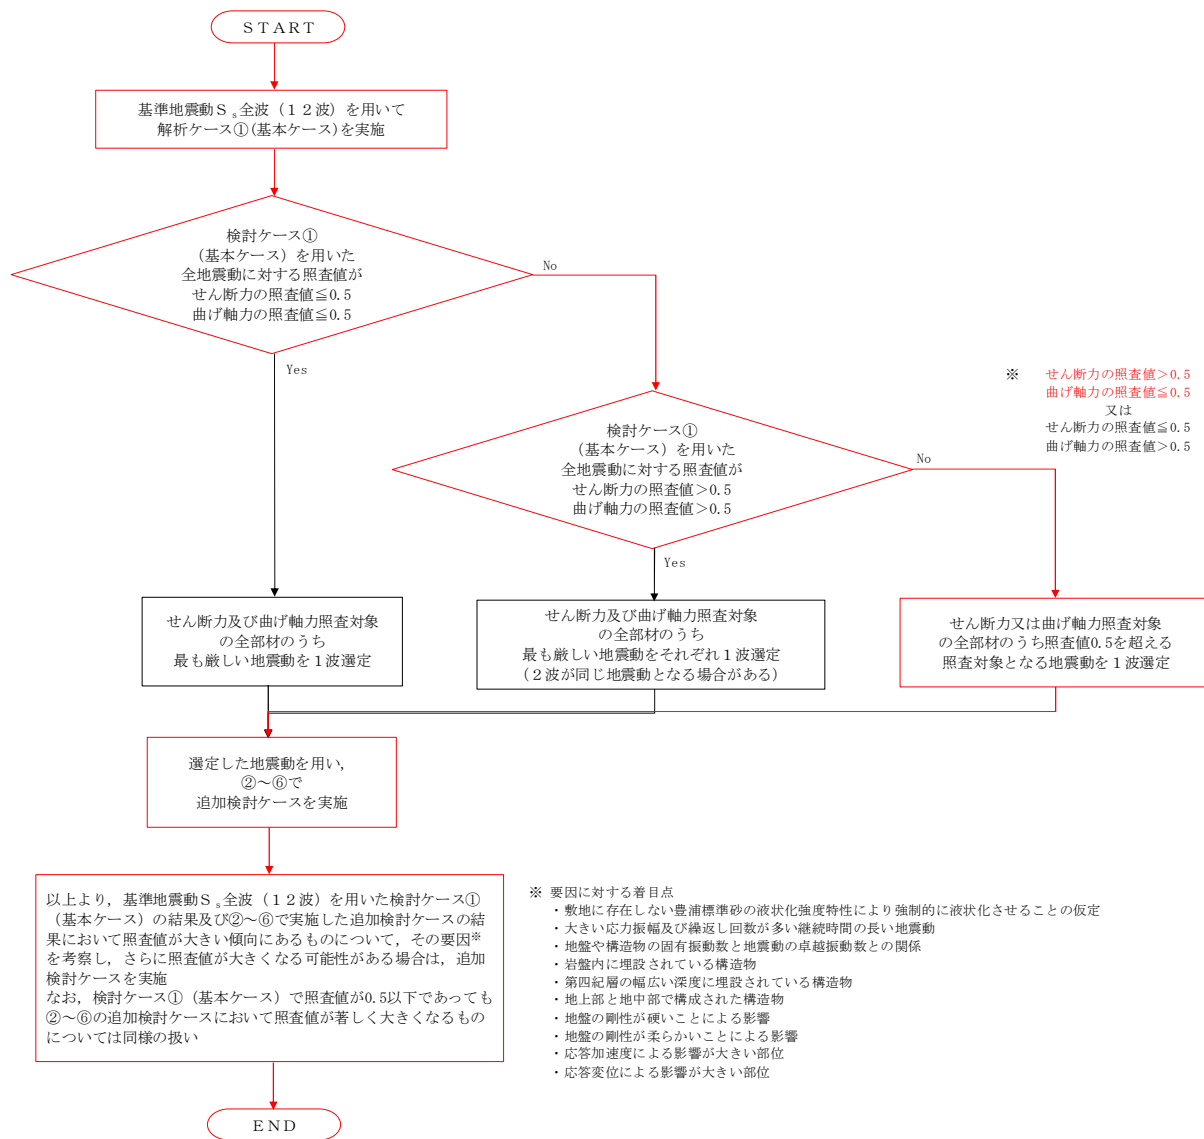 ＳＴＡＲＴ
基準地震動Ｓｓ全波（１２波）を用いて
解析ケース①(基本ケース)を実施
検討ケース①
（基本ケース）を用いた
全地震動に対する照査値が
せん断力の照査値≦0.5
曲げ軸力の照査値≦0.5
No
Yes
※　せん断力の照査値＞0.5
曲げ軸力の照査値≦0.5
又は
せん断力の照査値≦0.5
曲げ軸力の照査値＞0.5
検討ケース①
（基本ケース）を用いた
全地震動に対する照査値が
せん断力の照査値＞0.5
曲げ軸力の照査値＞0.5
No
Yes
せん断力及び曲げ軸力照査対象
の全部材のうち
最も厳しい地震動を１波選定
せん断力及び曲げ軸力照査対象
の全部材のうち
最も厳しい地震動をそれぞれ１波選定
（２波が同じ地震動となる場合がある）
せん断力又は曲げ軸力照査対象
の全部材のうち照査値0.5を超える
照査対象となる地震動を１波選定
選定した地震動を用い，
②～⑥で
追加検討ケースを実施
以上より，基準地震動Ｓｓ全波（１２波）を用いた検討ケース①
（基本ケース）の結果及び②～⑥で実施した追加検討ケースの結
果において照査値が大きい傾向にあるものについて，その要因※
を考察し，さらに照査値が大きくなる可能性がある場合は，追加
検討ケースを実施
なお，検討ケース①（基本ケース）で照査値が0.5以下であっても
②～⑥の追加検討ケースにおいて照査値が著しく大きくなるもの
については同様の扱い
※ 要因に対する着目点
・敷地に存在しない豊浦標準砂の液状化強度特性により強制的に液状化させることの仮定
・大きい応力振幅及び繰返し回数が多い継続時間の長い地震動
・地盤や構造物の固有振動数と地震動の卓越振動数との関係
・岩盤内に埋設されている構造物
・第四紀層の幅広い深度に埋設されている構造物
・地上部と地中部で構成された構造物
・地盤の剛性が硬いことによる影響
・地盤の剛性が柔らかいことによる影響
・応答加速度による影響が大きい部位
・応答変位による影響が大きい部位
ＥＮＤ